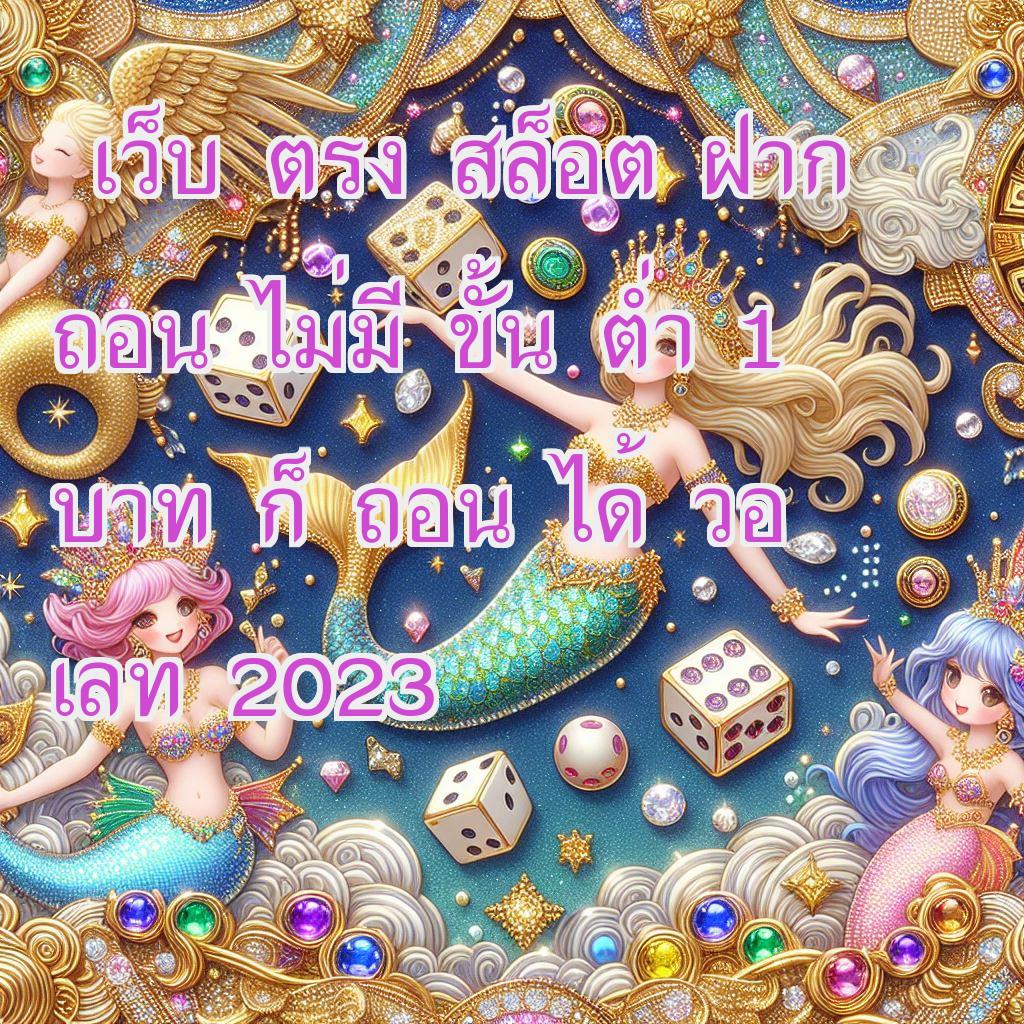 เว็บ ตรง สล็อต ฝาก
ถอน ไม่มี ขั้น ต่ํา 1
บาท ก็ ถอน ได้ วอ
เลท 2023